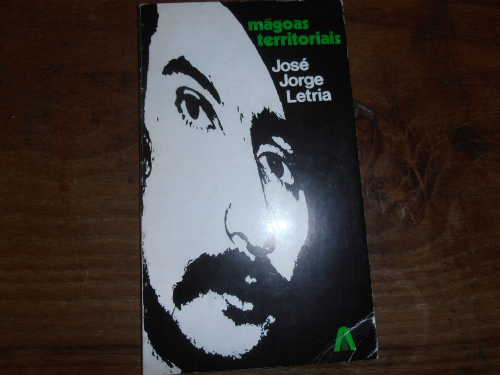 mágoas
territoriais
José
Jorge
Letria